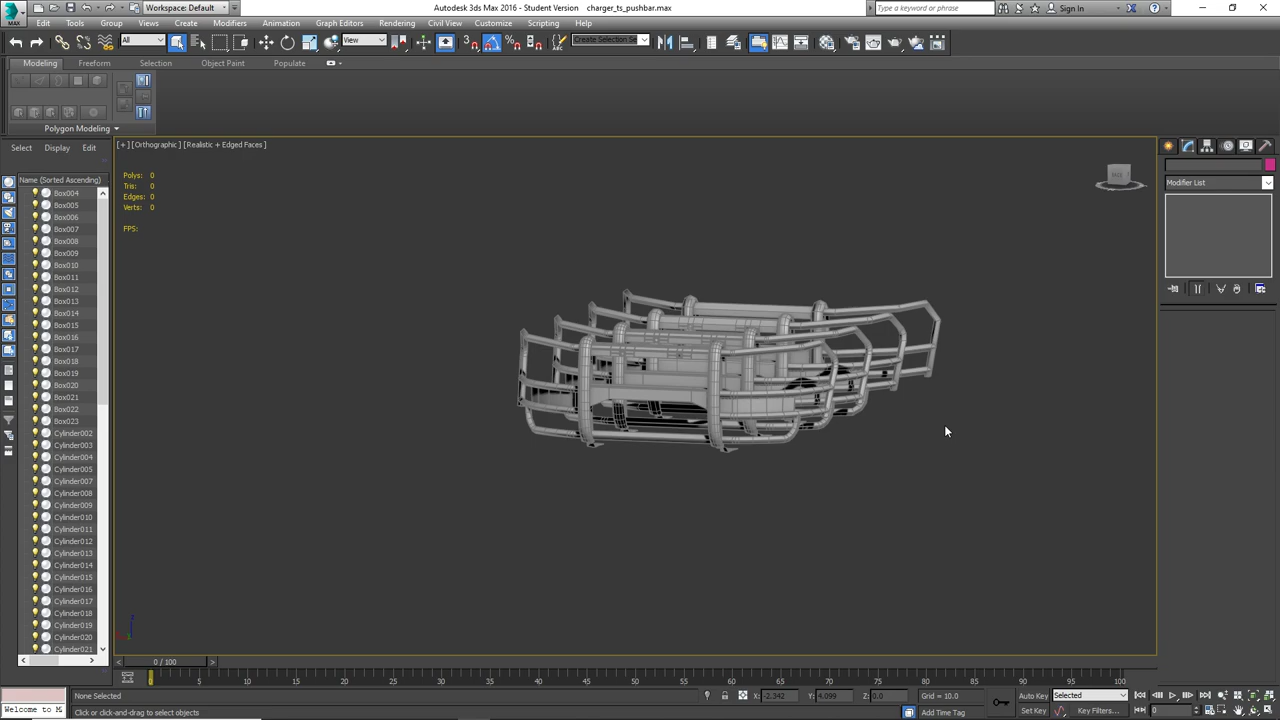 Autodesk 3ds Max 2016 - Student Version    charger_ts_pushbar.max
MAX
Workspace: Default
Type a keyword or phrase
Sign In
Edit Tools Group Views Create Modifiers Animation Graph Editors Rendering Civil View Customize Scripting Help
All
View
Create Selection Se
Modeling Freeform Selection Object Paint Populate
Polygon Modeling
Select Display Edit
[+] [Orthographic] [Realistic + Edged Faces]
Name (Sorted Ascending)
Modifier List
Polys: 0
Tris: 0
Edges: 0
Verts: 0
FPS:
Box004
Box005
Box006
Box007
Box008
Box009
Box010
Box011
Box012
Box013
Box014
Box015
Box016
Box017
Box018
Box019
Box020
Box021
Box022
Box023
Cylinder002
Cylinder003
Cylinder004
Cylinder005
Cylinder007
Cylinder008
Cylinder009
Cylinder010
Cylinder011
Cylinder012
Cylinder013
Cylinder014
Cylinder015
Cylinder016
Cylinder017
Cylinder018
Cylinder019
Cylinder020
Cylinder021
0 / 100
0 5 10 15 20 25 30 35 40 45 50 55 60 65 70 75 80 85 90 95 100
None Selected
X: -2.342 Y: 4.099 Z: 0.0 Grid = 10.0
Auto Key Selected
Welcome to M
Click or click-and-drag to select objects
Add Time Tag
Set Key Key Filters... 0